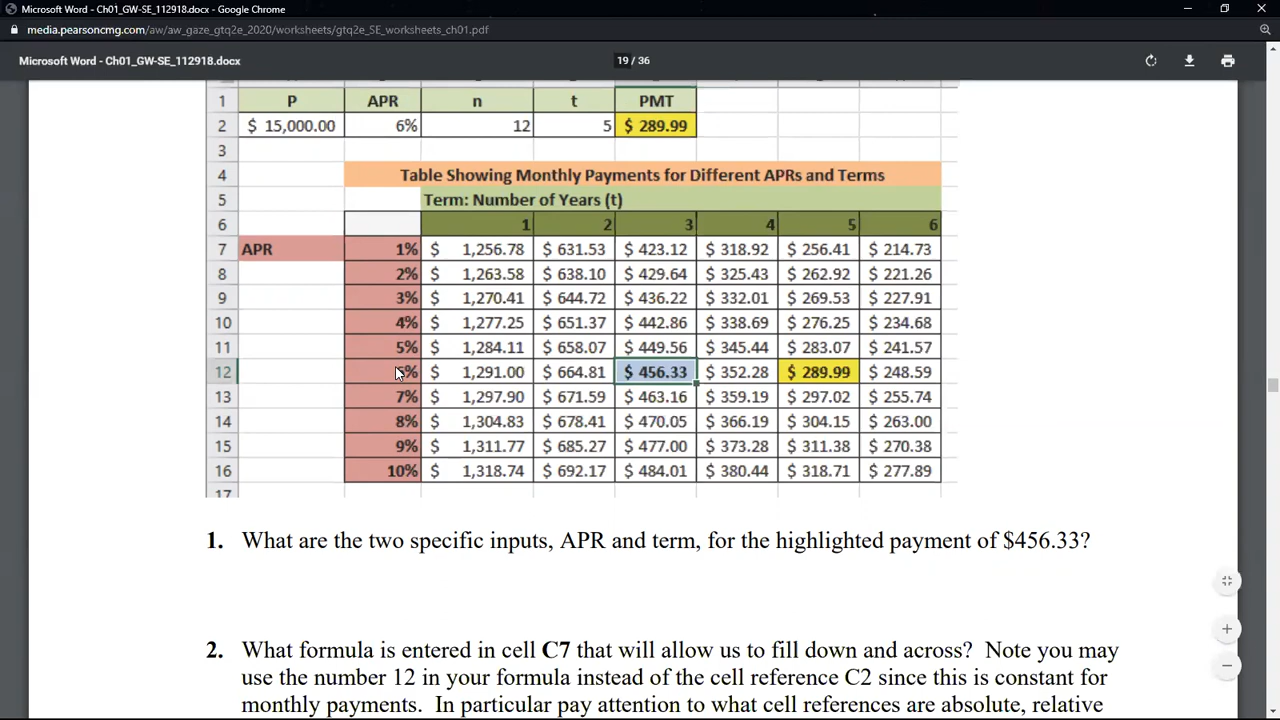 Microsoft Word - Ch01_GW-SE_112918.docx - Google Chrome
media.pearsoncmg.com/aw/aw_gaze_gtq2e_2020/worksheets/gtq2e_SE_worksheets_ch01.pdf
Microsoft Word - Ch01_GW-SE_112918.docx 19 / 36
1 P APR n t PMT
2 $ 15,000.00 6% 12 5 $ 289.99
3
4 Table Showing Monthly Payments for Different APRs and Terms
5 Term: Number of Years (t)
6 1 2 3 4 5 6
7 APR 1% $ 1,256.78 $ 631.53 $ 423.12 $ 318.92 $ 256.41 $ 214.73
8 2% $ 1,263.58 $ 638.10 $ 429.64 $ 325.43 $ 262.92 $ 221.26
9 3% $ 1,270.41 $ 644.72 $ 436.22 $ 332.01 $ 269.53 $ 227.91
10 4% $ 1,277.25 $ 651.37 $ 442.86 $ 338.69 $ 276.25 $ 234.68
11 5% $ 1,284.11 $ 658.07 $ 449.56 $ 345.44 $ 283.07 $ 241.57
12 % $ 1,291.00 $ 664.81 $ 456.33 $ 352.28 $ 289.99 $ 248.59
13 7% $ 1,297.90 $ 671.59 $ 463.16 $ 359.19 $ 297.02 $ 255.74
14 8% $ 1,304.83 $ 678.41 $ 470.05 $ 366.19 $ 304.15 $ 263.00
15 9% $ 1,311.77 $ 685.27 $ 477.00 $ 373.28 $ 311.38 $ 270.38
16 10% $ 1,318.74 $ 692.17 $ 484.01 $ 380.44 $ 318.71 $ 277.89
17
1. What are the two specific inputs, APR and term, for the highlighted payment of $456.33?
2. What formula is entered in cell C7 that will allow us to fill down and across? Note you may
use the number 12 in your formula instead of the cell reference C2 since this is constant for
monthly payments. In particular pay attention to what cell references are absolute, relative